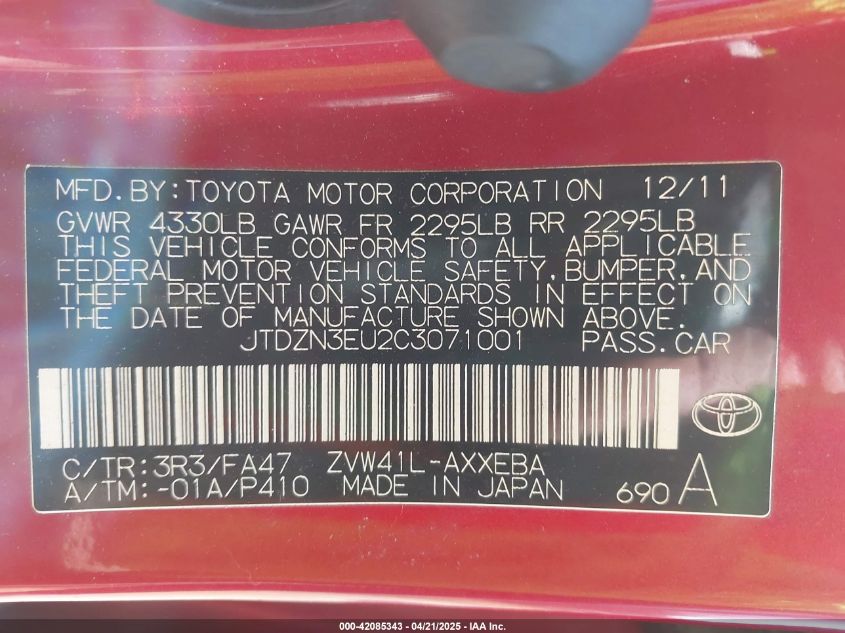 MFD. BY: TOYOTA MOTOR CORPORATION 12/11
GVWR 4330LB GAWR FR 2295LB RR 2295LB
THIS VEHICLE CONFORMS TO ALL APPLICABLE
FEDERAL MOTOR VEHICLE SAFETY, BUMPER, AND
THEFT PREVENTION STANDARDS IN EFFECT ON
THE DATE OF MANUFACTURE SHOWN ABOVE.
JTDZN3EU2C3071001 PASS. CAR
C/TR: 3R3/FA47 ZVW41L-AXXEBA
A/TM: -01A/P410 MADE IN JAPAN 690 A
000-42085343 - 04/21/2025 - IAA Inc.